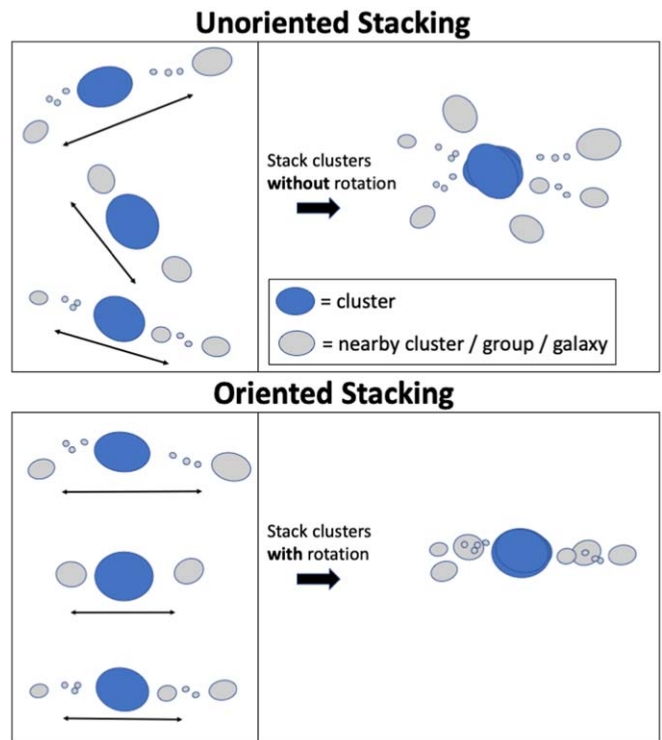 Unoriented Stacking
Stack clusters
without rotation
= cluster
= nearby cluster / group / galaxy
Oriented Stacking
Stack clusters
with rotation